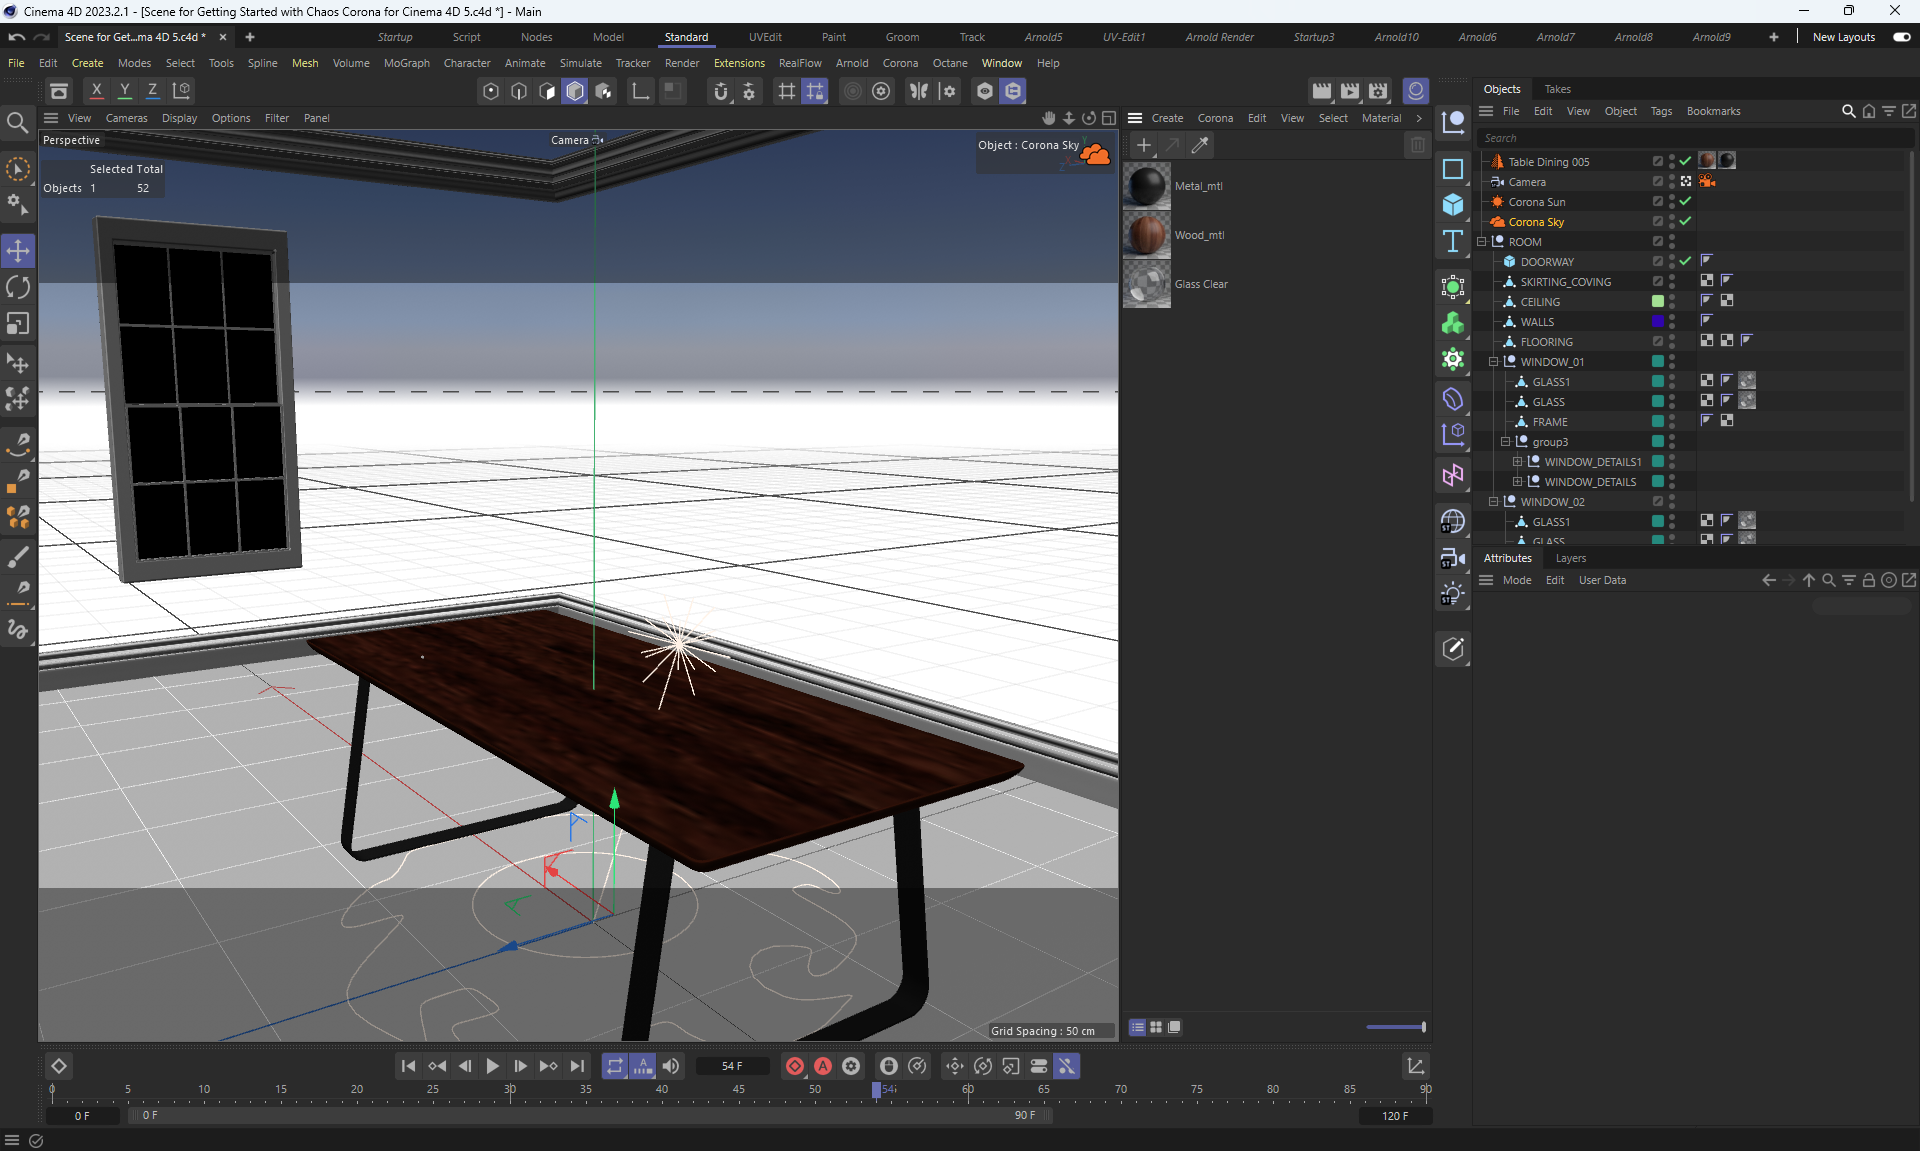 Cinema 4D 2023.2.1 - [Scene for Getting Started with Chaos Corona for Cinema 4D 5.c4d *] - Main
Scene for Get...ma 4D 5.c4d *
Startup Script Nodes Model Standard UVEdit Paint Groom Track Arnold5 UV-Edit1 Arnold Render Startup3 Arnold10 Arnold6 Arnold7 Arnold8 Arnold9 New Layouts
File Edit Create Modes Select Tools Spline Mesh Volume MoGraph Character Animate Simulate Tracker Render Extensions RealFlow Arnold Corona Octane Window Help
X Y Z
View Cameras Display Options Filter Panel
Perspective
Camera
Object : Corona Sky
Selected Total
Objects 1 52
Grid Spacing : 50 cm
Create Corona Edit View Select Material
Metal_mtl
Wood_mtl
Glass Clear
Objects Takes
File Edit View Object Tags Bookmarks
Search
Table Dining 005
Camera
Corona Sun
Corona Sky
ROOM
DOORWAY
SKIRTING_COVING
CEILING
WALLS
FLOORING
WINDOW_01
GLASS1
GLASS
FRAME
group3
WINDOW_DETAILS1
WINDOW_DETAILS
WINDOW_02
GLASS1
GLASS
Attributes Layers
Mode Edit User Data
54 F
0 5 10 15 20 25 30 35 40 45 50 54 60 65 70 75 80 85 90
0 F 0 F 90 F 120 F